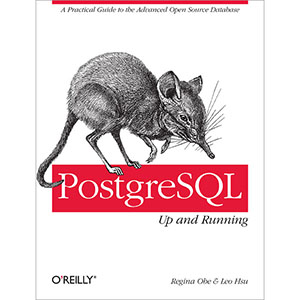 A Practical Guide to the Advanced Open Source Database
PostgreSQL
Up and Running
O'REILLY®
Regina Obe & Leo Hsu